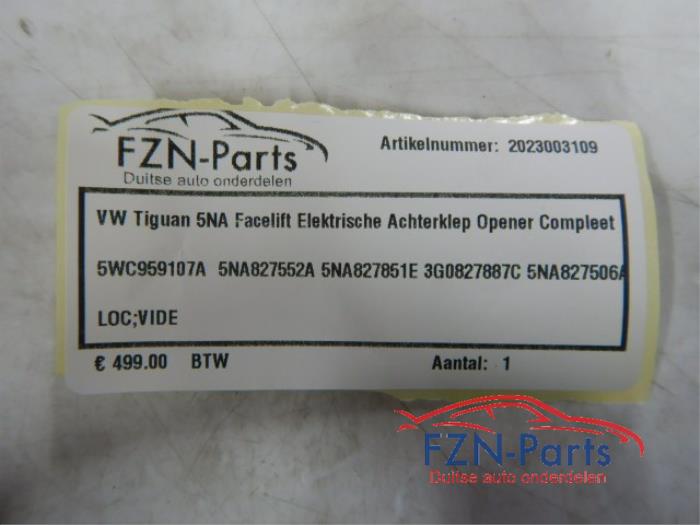 FZN-Parts
Duitse auto onderdelen
Artikelnummer: 2023003109
VW Tiguan 5NA Facelift Elektrische Achterklep Opener Compleet
5WC959107A 5NA827552A 5NA827851E 3G0827887C 5NA827506A
LOC;VIDE
€ 499.00 BTW Aantal: 1
FZN-Parts
Duitse auto onderdelen